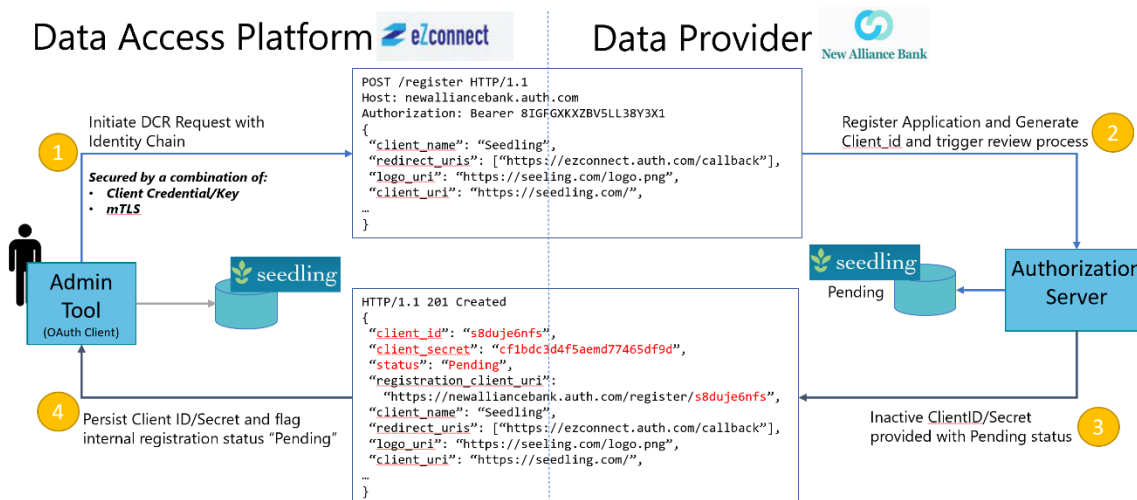 Data Access Platform
eZconnect
Data Provider
New Alliance Bank
1
Initiate DCR Request with
Identity Chain
Secured by a combination of:
• Client Credential/Key
• mTLS
POST /register HTTP/1.1
Host: newalliancebank.auth.com
Authorization: Bearer 8IGFGXKXZBV5LL38Y3X1
{
“client_name”: “Seedling”,
“redirect_uris”: [“https://ezconnect.auth.com/callback”],
“logo_uri”: “https://seeling.com/logo.png”,
“client_uri”: “https://seedling.com/”,
…
}
Register Application and Generate
Client_id and trigger review process
2
Admin
Tool
(OAuth Client)
seedling
seedling
Pending
Authorization
Server
HTTP/1.1 201 Created
{
“client_id”: “s8duje6nfs”,
“client_secret”: “cf1bdc3d4f5aemd77465df9d”,
“status”: “Pending”,
“registration_client_uri”:
“https://newalliancebank.auth.com/register/s8duje6nfs”,
“client_name”: “Seedling”,
“redirect_uris”: [“https://ezconnect.auth.com/callback”],
“logo_uri”: “https://seeling.com/logo.png”,
“client_uri”: “https://seedling.com/”,
…
}
4
Persist Client ID/Secret and flag
internal registration status “Pending”
Inactive ClientID/Secret
provided with Pending status
3